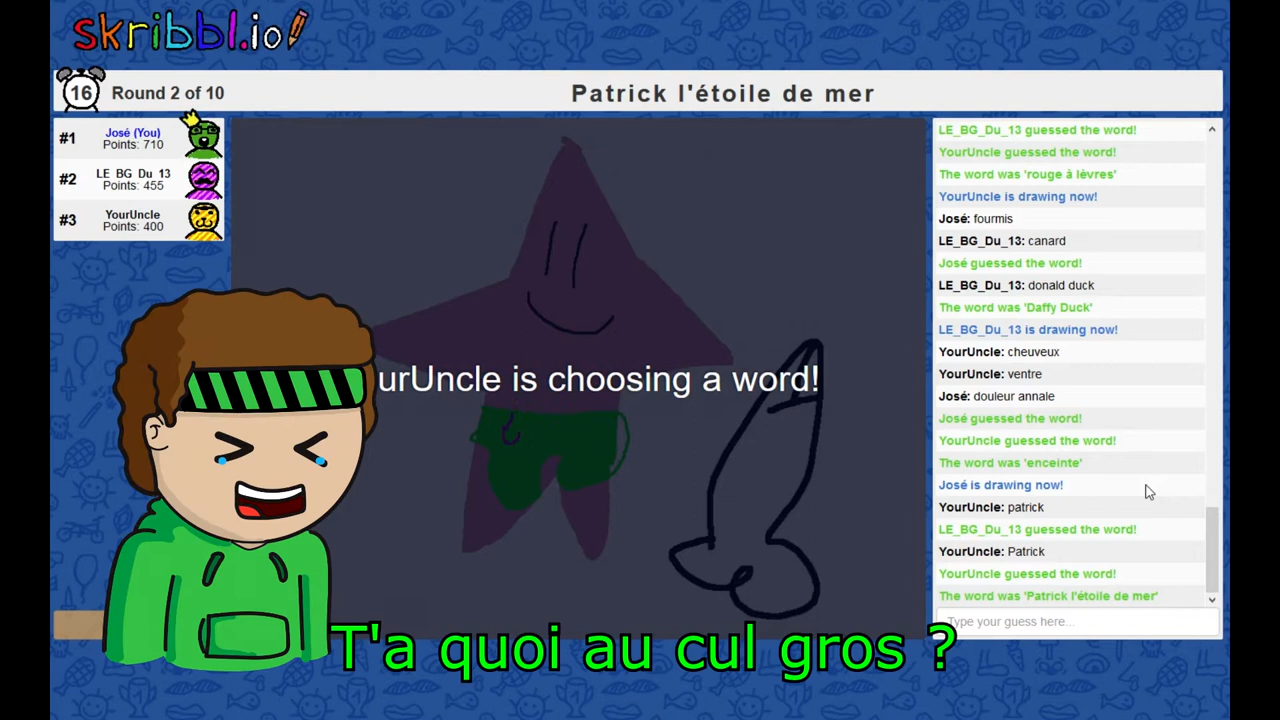 skribbl.io
16
Round 2 of 10
Patrick l'étoile de mer
#1
José (You)
Points: 710
#2
LE BG Du 13
Points: 455
#3
YourUncle
Points: 400
urUncle is choosing a word!
LE_BG_Du_13 guessed the word!
YourUncle guessed the word!
The word was 'rouge à lèvres'
YourUncle is drawing now!
José: fourmis
LE_BG_Du_13: canard
José guessed the word!
LE_BG_Du_13: donald duck
The word was 'Daffy Duck'
LE_BG_Du_13 is drawing now!
YourUncle: cheuveux
YourUncle: ventre
José: douleur annale
José guessed the word!
YourUncle guessed the word!
The word was 'enceinte'
José is drawing now!
YourUncle: patrick
LE_BG_Du_13 guessed the word!
YourUncle: Patrick
YourUncle guessed the word!
The word was 'Patrick l'étoile de mer'
Type your guess here...
T'a quoi au cul gros ?